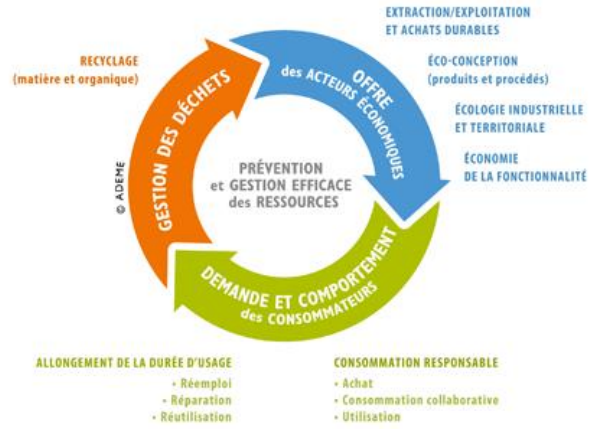 EXTRACTION/EXPLOITATION
ET ACHATS DURABLES
RECYCLAGE
(matière et organique)
ÉCO-CONCEPTION
(produits et procédés)
ÉCOLOGIE INDUSTRIELLE
ET TERRITORIALE
ÉCONOMIE
DE LA FONCTIONNALITÉ
OFFRE
des ACTEURS ÉCONOMIQUES
GESTION DES DÉCHETS
PRÉVENTION
et GESTION EFFICACE
des RESSOURCES
© ADEME
DEMANDE ET COMPORTEMENT
des CONSOMMATEURS
ALLONGEMENT DE LA DURÉE D'USAGE
• Réemploi
• Réparation
• Réutilisation
CONSOMMATION RESPONSABLE
• Achat
• Consommation collaborative
• Utilisation